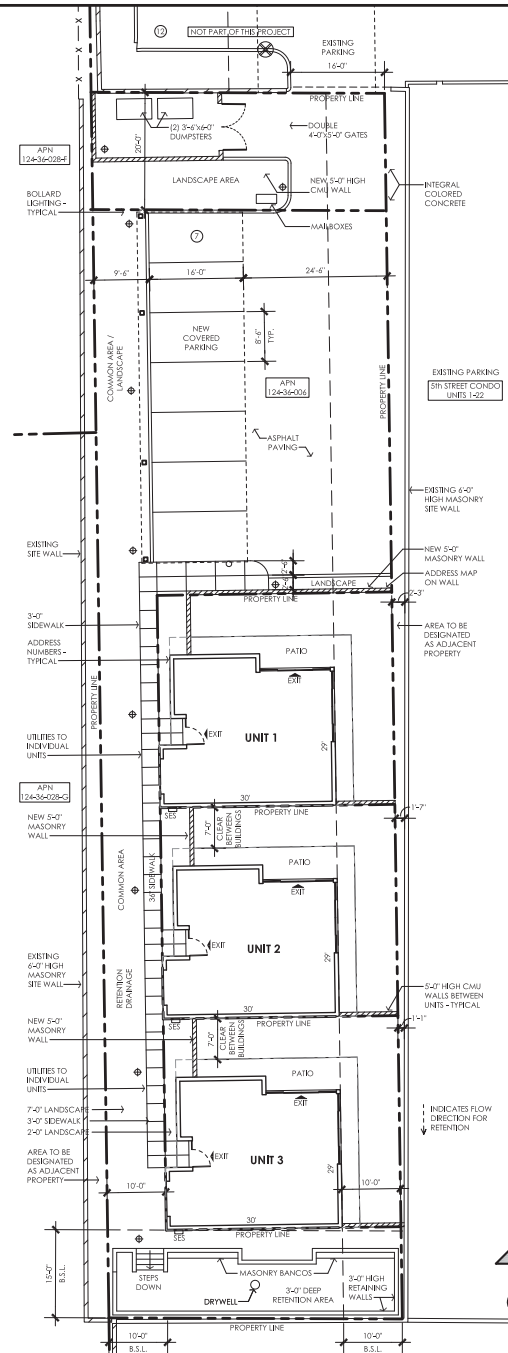 12
NOT PART OF THIS PROJECT
EXISTING
PARKING
16'-0"
PROPERTY LINE
(2) 3'-6"x6'-0"
DUMPSTERS
20'-0"
DOUBLE
4'-0"x5'-0" GATES
APN
124-36-028-F
LANDSCAPE AREA
NEW 5'-0" HIGH
CMU WALL
INTEGRAL
COLORED
CONCRETE
BOLLARD
LIGHTING -
TYPICAL
MAILBOXES
7
9'-6"
16'-0"
24'-6"
NEW
COVERED
PARKING
8'-6"
TYP.
COMMON AREA /
LANDSCAPE
APN
124-36-006
PROPERTY LINE
EXISTING PARKING
5th STREET CONDO
UNITS 1-22
ASPHALT
PAVING
EXISTING 6'-0"
HIGH MASONRY
SITE WALL
EXISTING
SITE WALL
NEW 5'-0"
MASONRY WALL
2'-6"
2'-6"
LANDSCAPE
ADDRESS MAP
ON WALL
PROPERTY LINE
2'-3"
3'-0"
SIDEWALK
AREA TO BE
DESIGNATED
AS ADJACENT
PROPERTY
ADDRESS
NUMBERS -
TYPICAL
PATIO
EXIT
PROPERTY LINE
UTILITIES TO
INDIVIDUAL
UNITS
EXIT
UNIT 1
29'
APN
124-36-028-G
30'
SES
PROPERTY LINE
1'-7"
NEW 5'-0"
MASONRY
WALL
7'-0"
CLEAR
BETWEEN
BUILDINGS
COMMON AREA
36" SIDEWALK
PATIO
EXIT
EXIT
UNIT 2
29'
EXISTING
6'-0" HIGH
MASONRY
SITE WALL
RETENTION
DRAINAGE
30'
5'-0" HIGH CMU
WALLS BETWEEN
UNITS - TYPICAL
SES
PROPERTY LINE
1'-1"
NEW 5'-0"
MASONRY
WALL
7'-0"
CLEAR
BETWEEN
BUILDINGS
UTILITIES TO
INDIVIDUAL
UNITS
PATIO
EXIT
7'-0" LANDSCAPE
3'-0" SIDEWALK
2'-0" LANDSCAPE
INDICATES FLOW
DIRECTION FOR
RETENTION
AREA TO BE
DESIGNATED
AS ADJACENT
PROPERTY
EXIT
UNIT 3
29'
10'-0"
10'-0"
30'
SES
PROPERTY LINE
15'-0"
B.S.L.
STEPS
DOWN
MASONRY BANCOS
3'-0" DEEP
RETENTION AREA
3'-0" HIGH
RETAINING
WALLS
DRYWELL
PROPERTY LINE
10'-0"
B.S.L.
10'-0"
B.S.L.